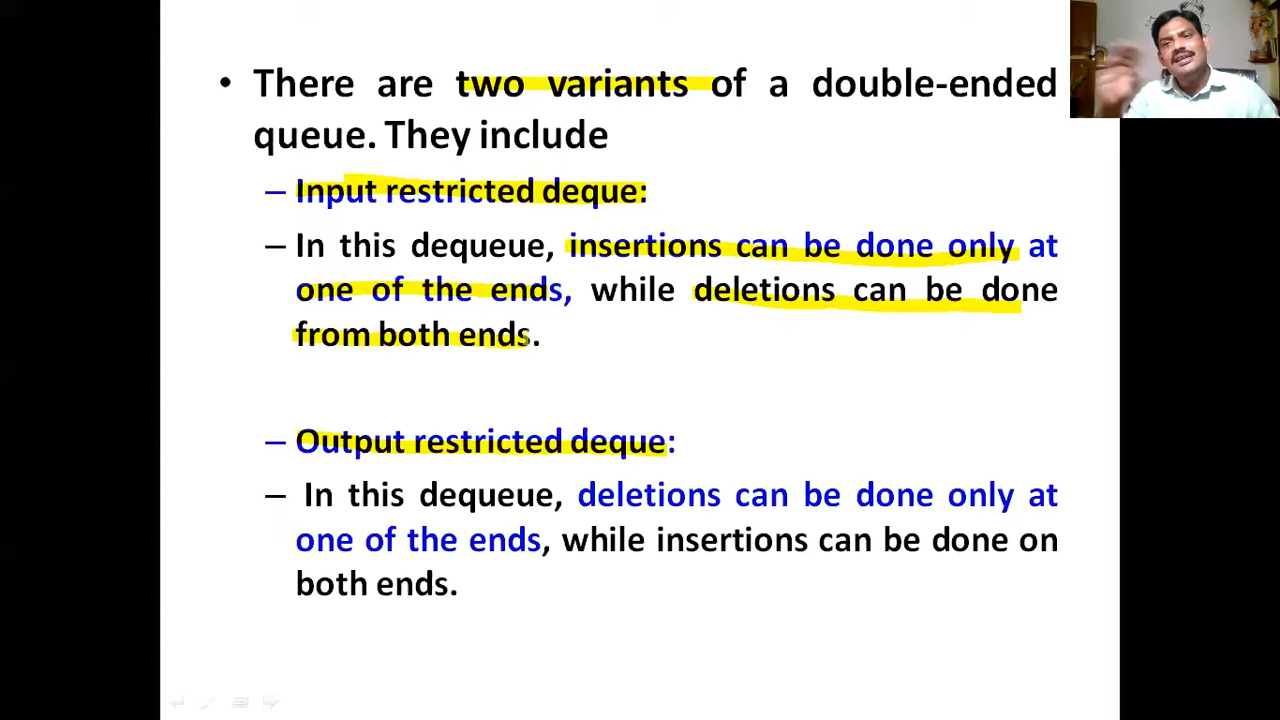 • There are two variants of a double-ended
queue. They include
– Input restricted deque:
– In this dequeue, insertions can be done only at
one of the ends, while deletions can be done
from both ends.
– Output restricted deque:
– In this dequeue, deletions can be done only at
one of the ends, while insertions can be done on
both ends.